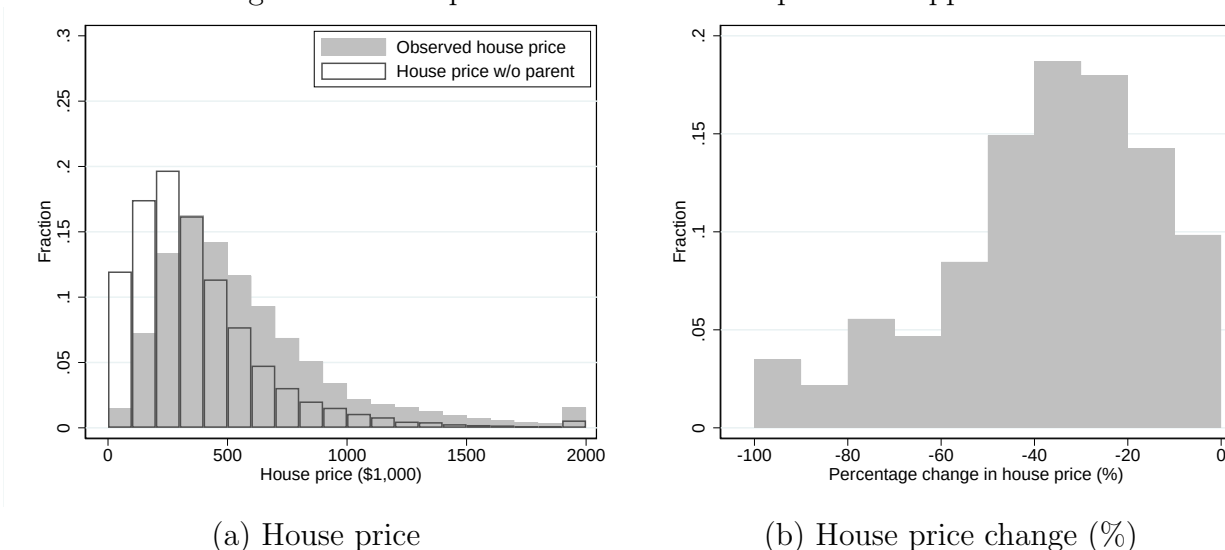 .3
.25
.2
.15
.1
.05
0
Fraction
Observed house price
House price w/o parent
0 500 1000 1500 2000
House price ($1,000)
(a) House price
.2
.15
.1
.05
0
Fraction
-100 -80 -60 -40 -20 0
Percentage change in house price (%)
(b) House price change (%)